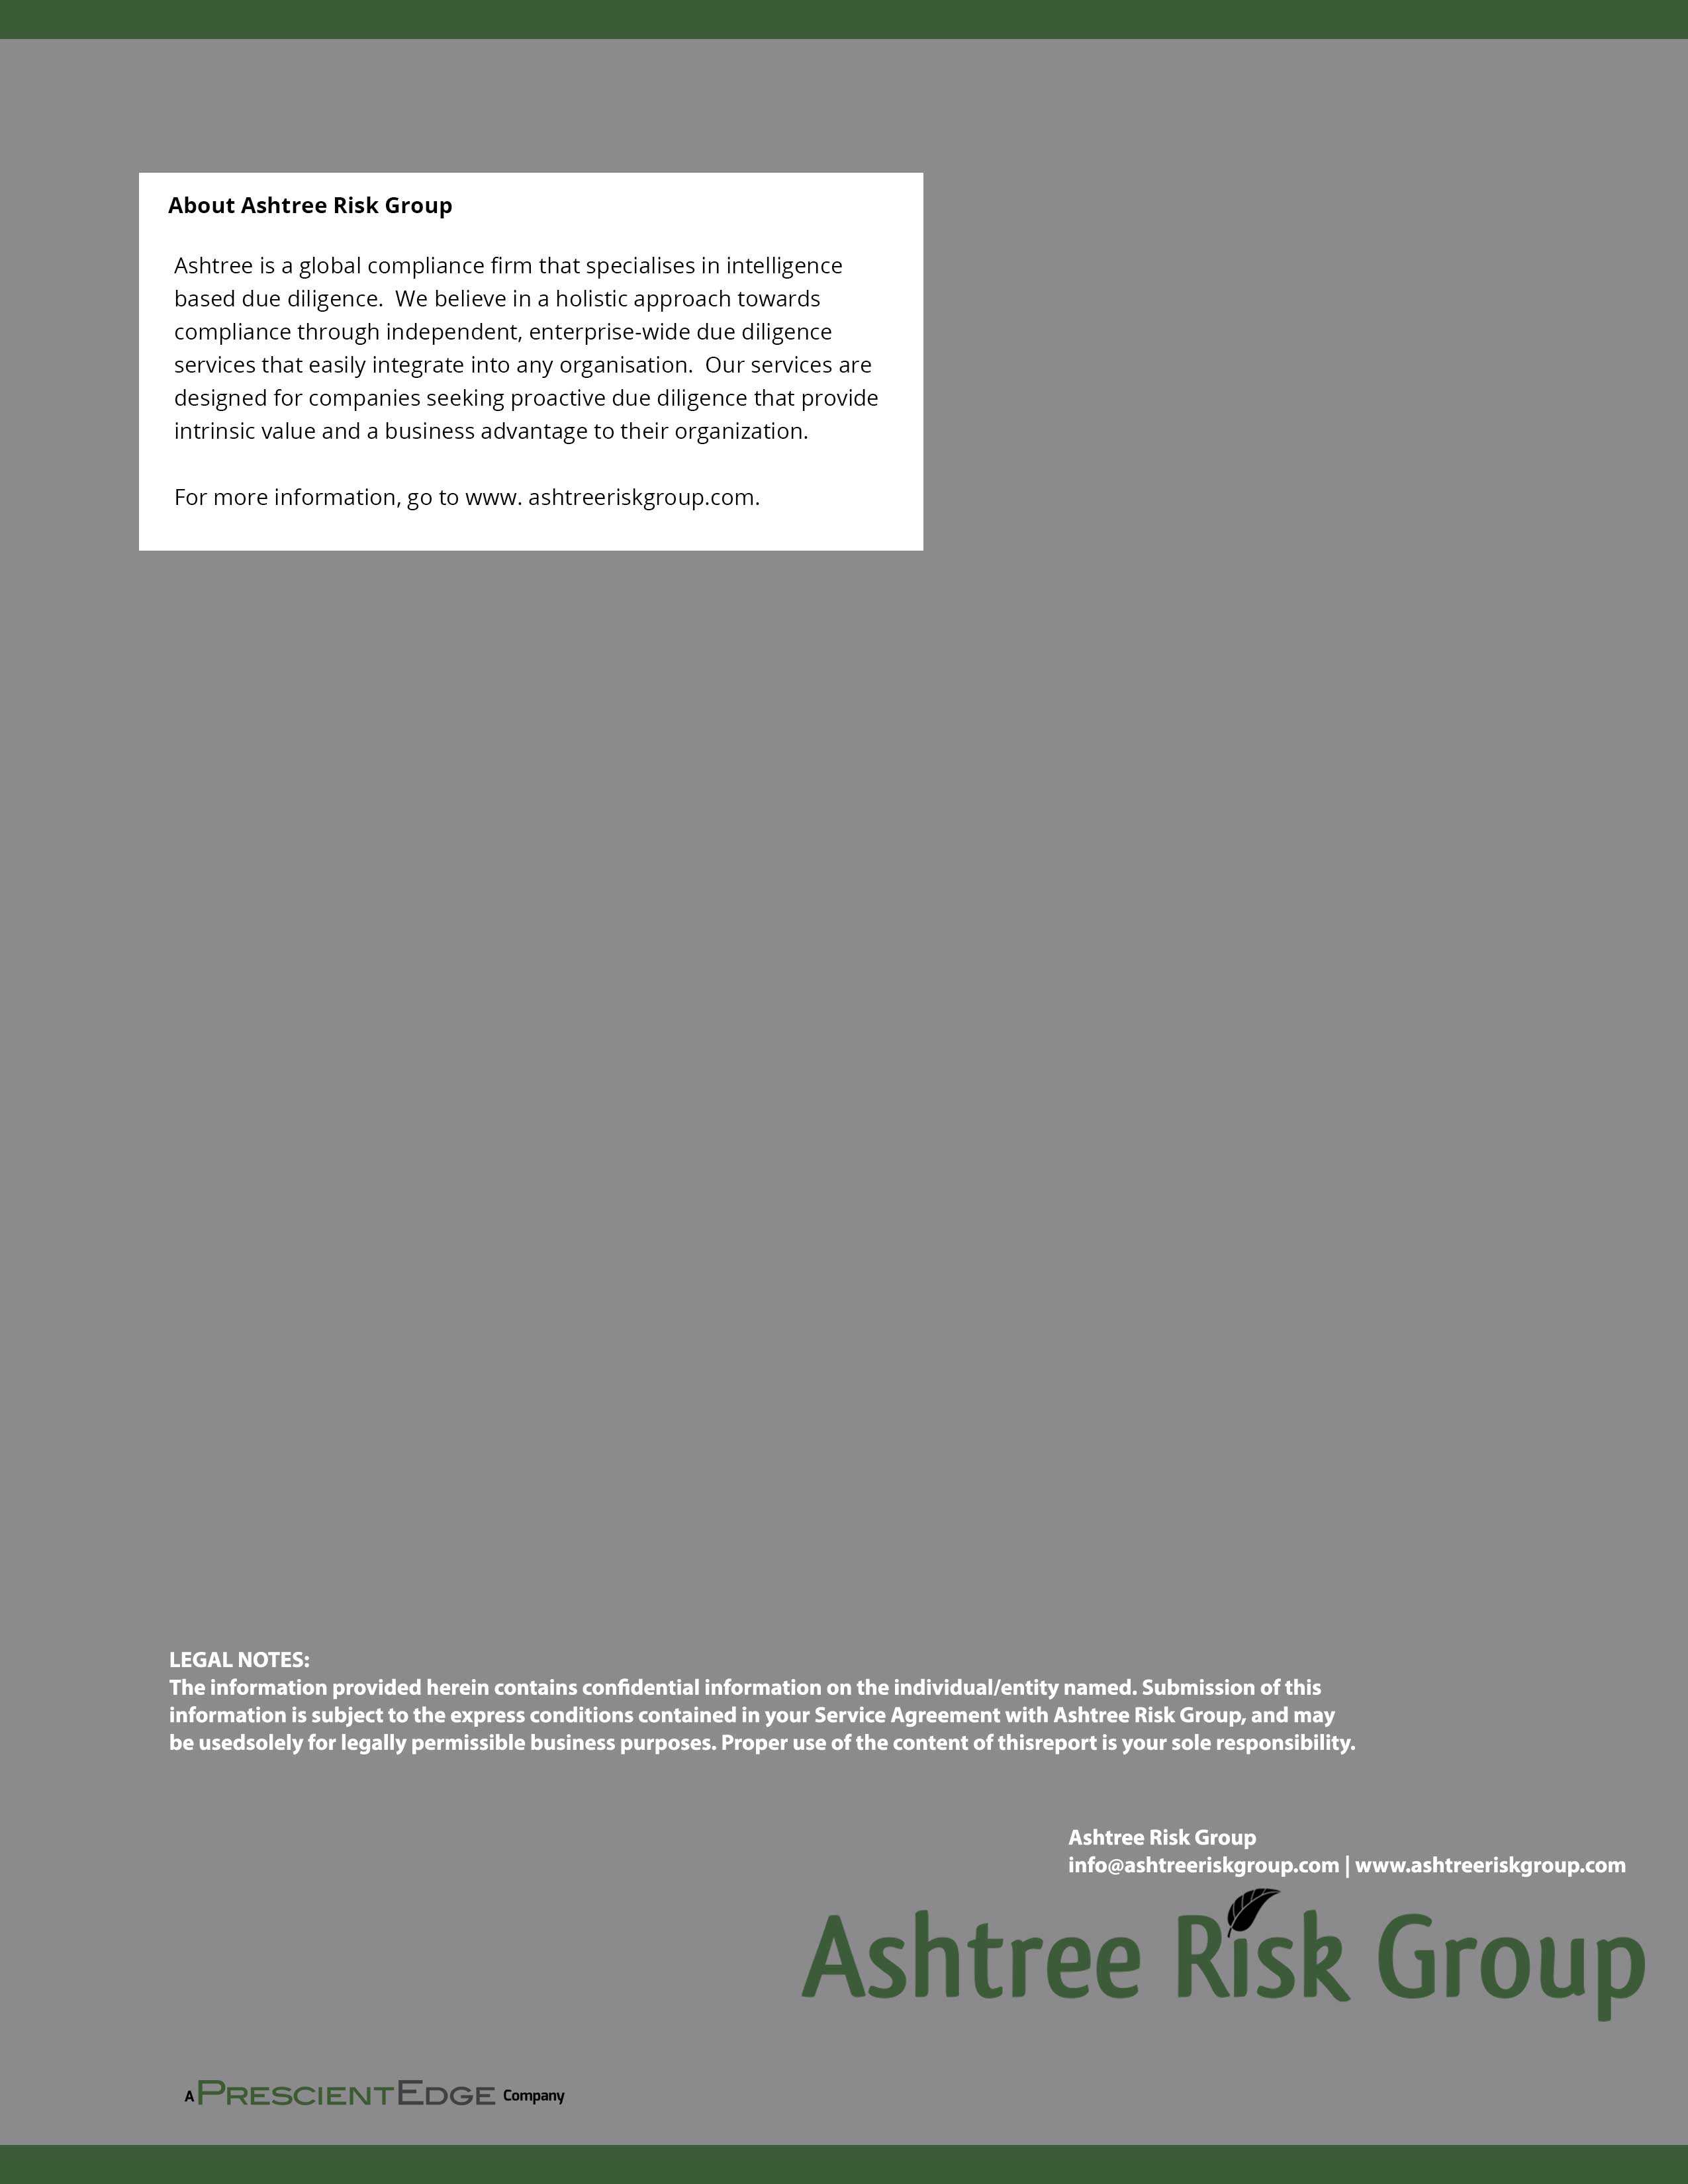 About Ashtree Risk Group
Ashtree is a global compliance firm that specialises in intelligence
based due diligence.  We believe in a holistic approach towards
compliance through independent, enterprise-wide due diligence
services that easily integrate into any organisation.  Our services are
designed for companies seeking proactive due diligence that provide
intrinsic value and a business advantage to their organization.
For more information, go to www. ashtreeriskgroup.com.
LEGAL NOTES:
The information provided herein contains confidential information on the individual/entity named. Submission of this
information is subject to the express conditions contained in your Service Agreement with Ashtree Risk Group, and may
be usedsolely for legally permissible business purposes. Proper use of the content of thisreport is your sole responsibility.
Ashtree Risk Group
info@ashtreeriskgroup.com | www.ashtreeriskgroup.com
Ashtree Risk Group
A PRESCIENTEDGE Company